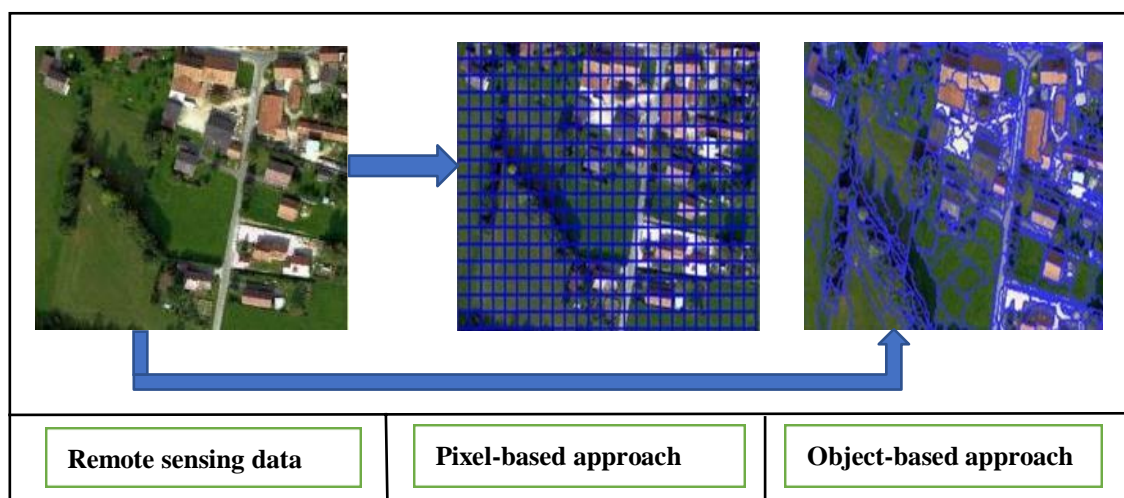 Remote sensing data
Pixel-based approach
Object-based approach